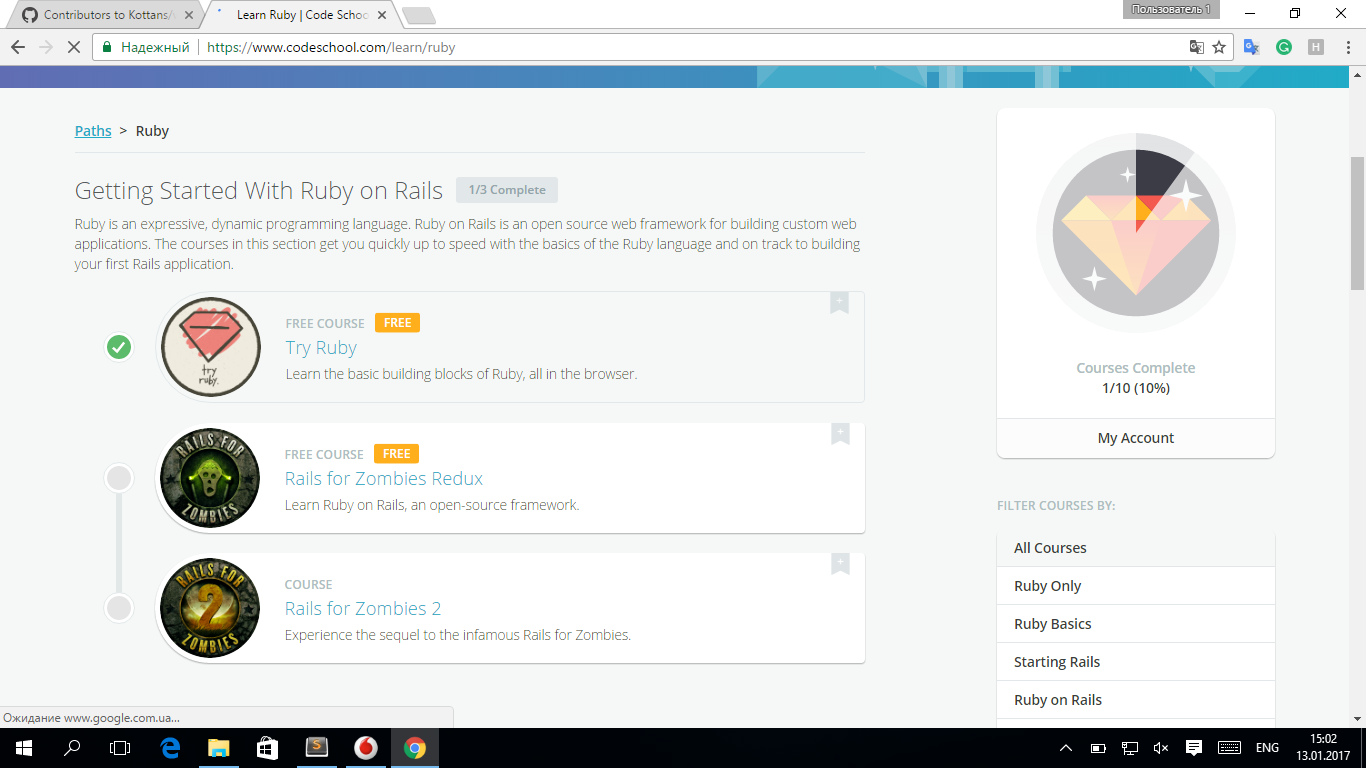 Contributors to Kottans/
Learn Ruby | Code Schoo
Пользователь 1
Надежный
https://www.codeschool.com/learn/ruby
Paths > Ruby
Getting Started With Ruby on Rails
1/3 Complete
Ruby is an expressive, dynamic programming language. Ruby on Rails is an open source web framework for building custom web
applications. The courses in this section get you quickly up to speed with the basics of the Ruby language and on track to building
your first Rails application.
try
ruby.
FREE COURSE FREE
Try Ruby
Learn the basic building blocks of Ruby, all in the browser.
RAILS FOR
ZOMBIES
FREE COURSE FREE
Rails for Zombies Redux
Learn Ruby on Rails, an open-source framework.
RAILS FOR
2
ZOMBIES
COURSE
Rails for Zombies 2
Experience the sequel to the infamous Rails for Zombies.
Courses Complete
1/10 (10%)
My Account
FILTER COURSES BY:
All Courses
Ruby Only
Ruby Basics
Starting Rails
Ruby on Rails
Ожидание www.google.com.ua...
ENG
15:02
13.01.2017